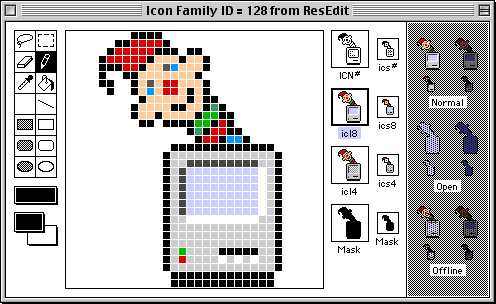 Icon Family ID = 128 from ResEdit
ICN#
ics#
Normal
icl8
ics8
icl4
ics4
Open
Mask
Mask
Offline